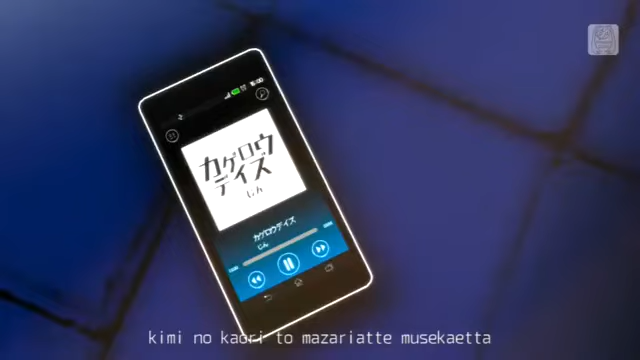 カゲロウ
デイズ
じん
カゲロウデイズ
じん
kimi no kaori to mazariatte musekaetta